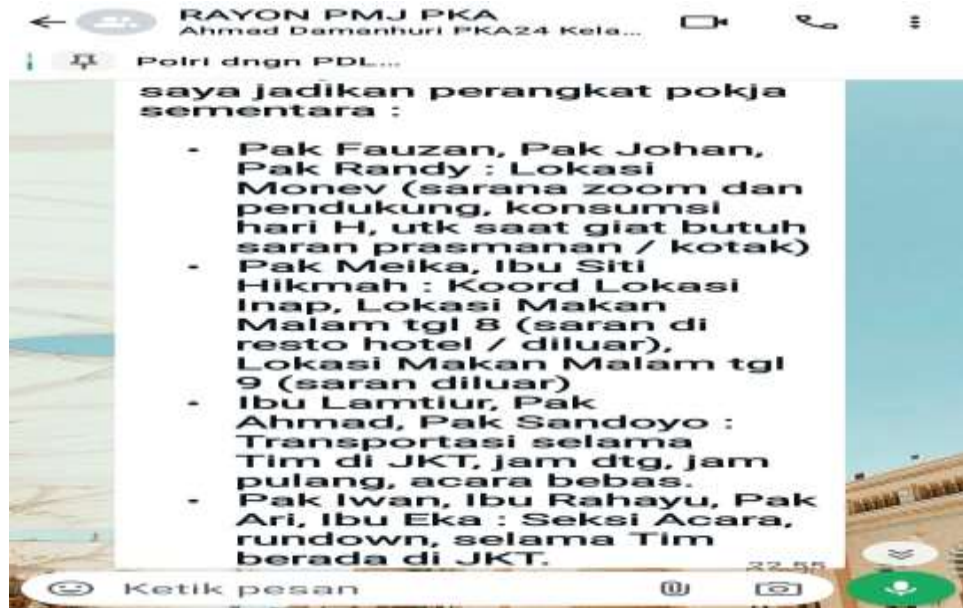 RAYON PMJ PKA
Ahmad Damanhuri PKA24 Kela...
Polri dngn PDL...
saya jadikan perangkat pokja
sementara :
- Pak Fauzan, Pak Johan,
Pak Randy : Lokasi
Monev (sarana zoom dan
pendukung, konsumsi
hari H, utk saat giat butuh
saran prasmanan / kotak)
- Pak Meika, Ibu Siti
Hikmah : Koord Lokasi
Inap, Lokasi Makan
Malam tgl 8 (saran di
resto hotel / diluar),
Lokasi Makan Malam tgl
9 (saran diluar)
- Ibu Lamtiur, Pak
Ahmad, Pak Sandoyo :
Transportasi selama
Tim di JKT, jam dtg, jam
pulang, acara bebas.
- Pak Iwan, Ibu Rahayu, Pak
Ari, Ibu Eka : Seksi Acara,
rundown, selama Tim
berada di JKT.
22.55
Ketik pesan